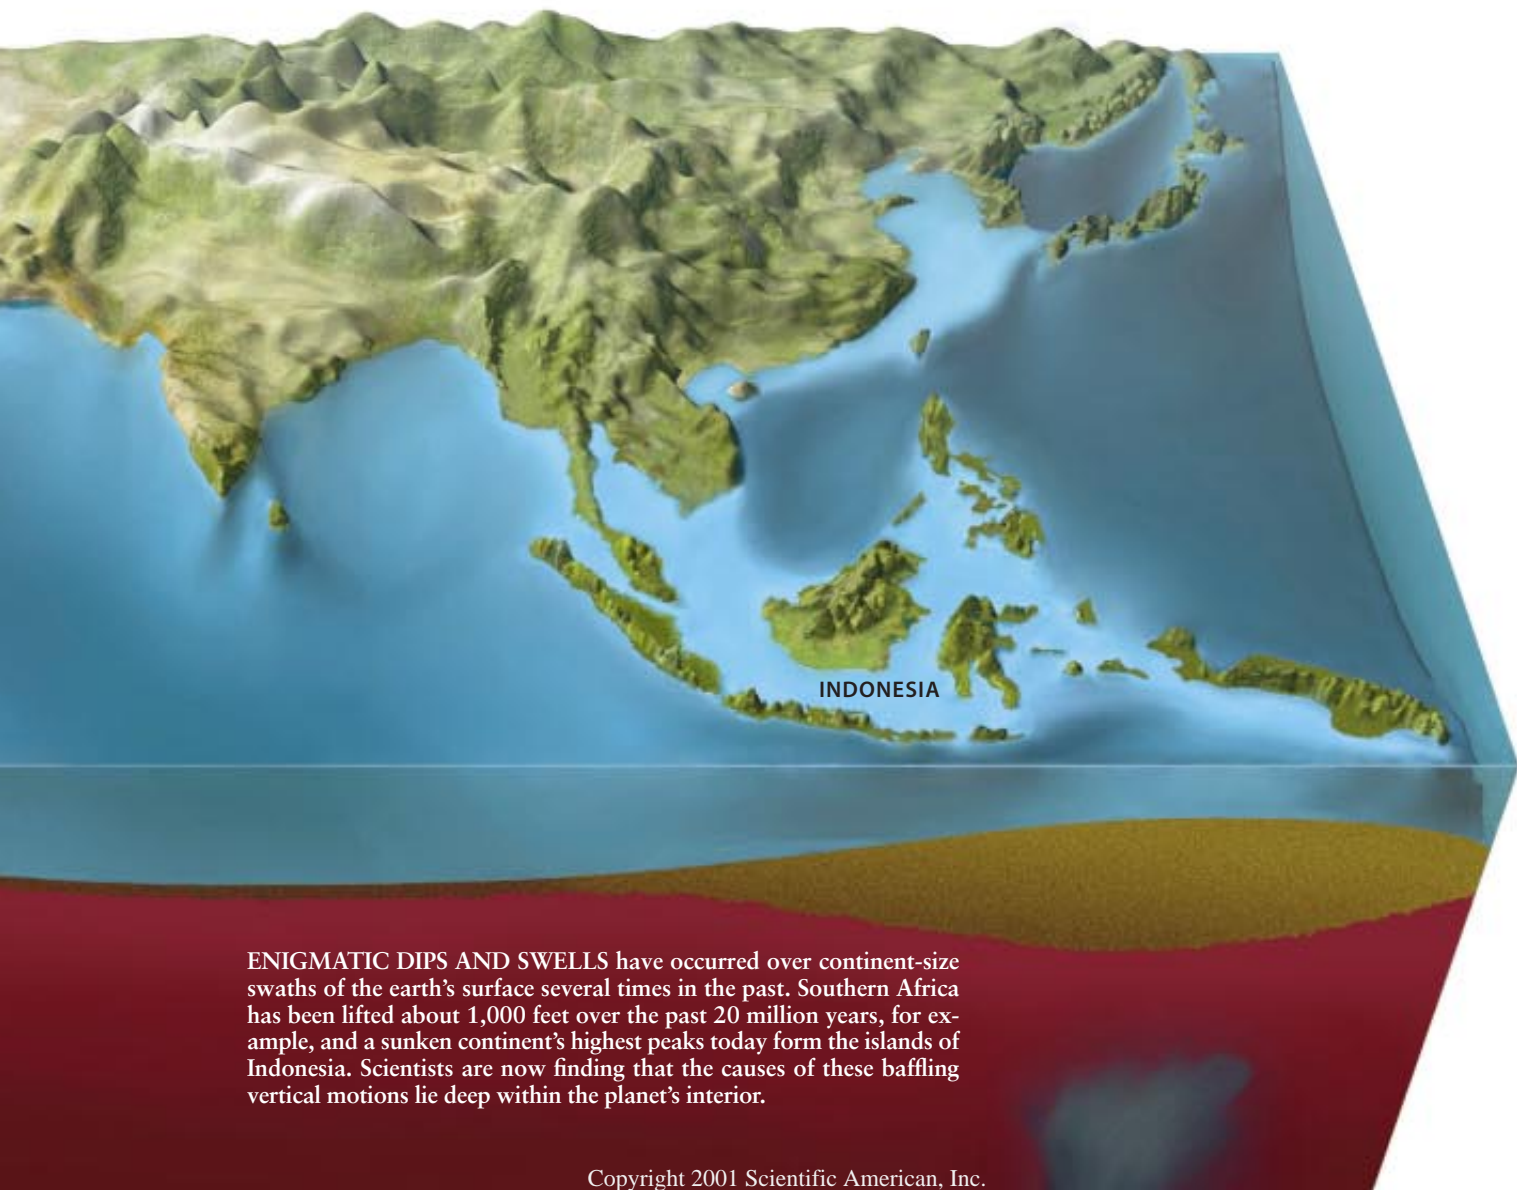 INDONESIA
ENIGMATIC DIPS AND SWELLS have occurred over continent-size
swaths of the earth’s surface several times in the past. Southern Africa
has been lifted about 1,000 feet over the past 20 million years, for ex-
ample, and a sunken continent’s highest peaks today form the islands of
Indonesia. Scientists are now finding that the causes of these baffling
vertical motions lie deep within the planet’s interior.
Copyright 2001 Scientific American, Inc.